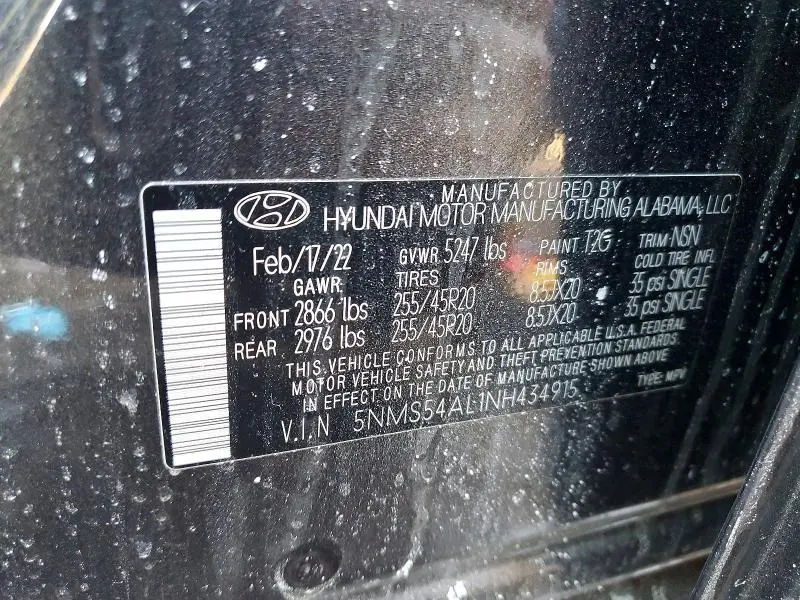 MANUFACTURED BY
HYUNDAI MOTOR MANUFACTURING ALABAMA, LLC
Feb/17/22 GVWR 5247 lbs PAINT T2G TRIM-NSN
GAWR: TIRES RIMS COLD TIRE INFL
FRONT 2866 lbs 255/45R20 8.5JX20 35 psi SINGLE
REAR 2976 lbs 255/45R20 8.5JX20 35 psi SINGLE
THIS VEHICLE CONFORMS TO ALL APPLICABLE U.S.A. FEDERAL
MOTOR VEHICLE SAFETY AND THEFT PREVENTION STANDARDS
IN EFFECT ON THE DATE OF MANUFACTURE SHOWN ABOVE
V.I.N 5NMS54AL1NH434915 TYPE: MPV